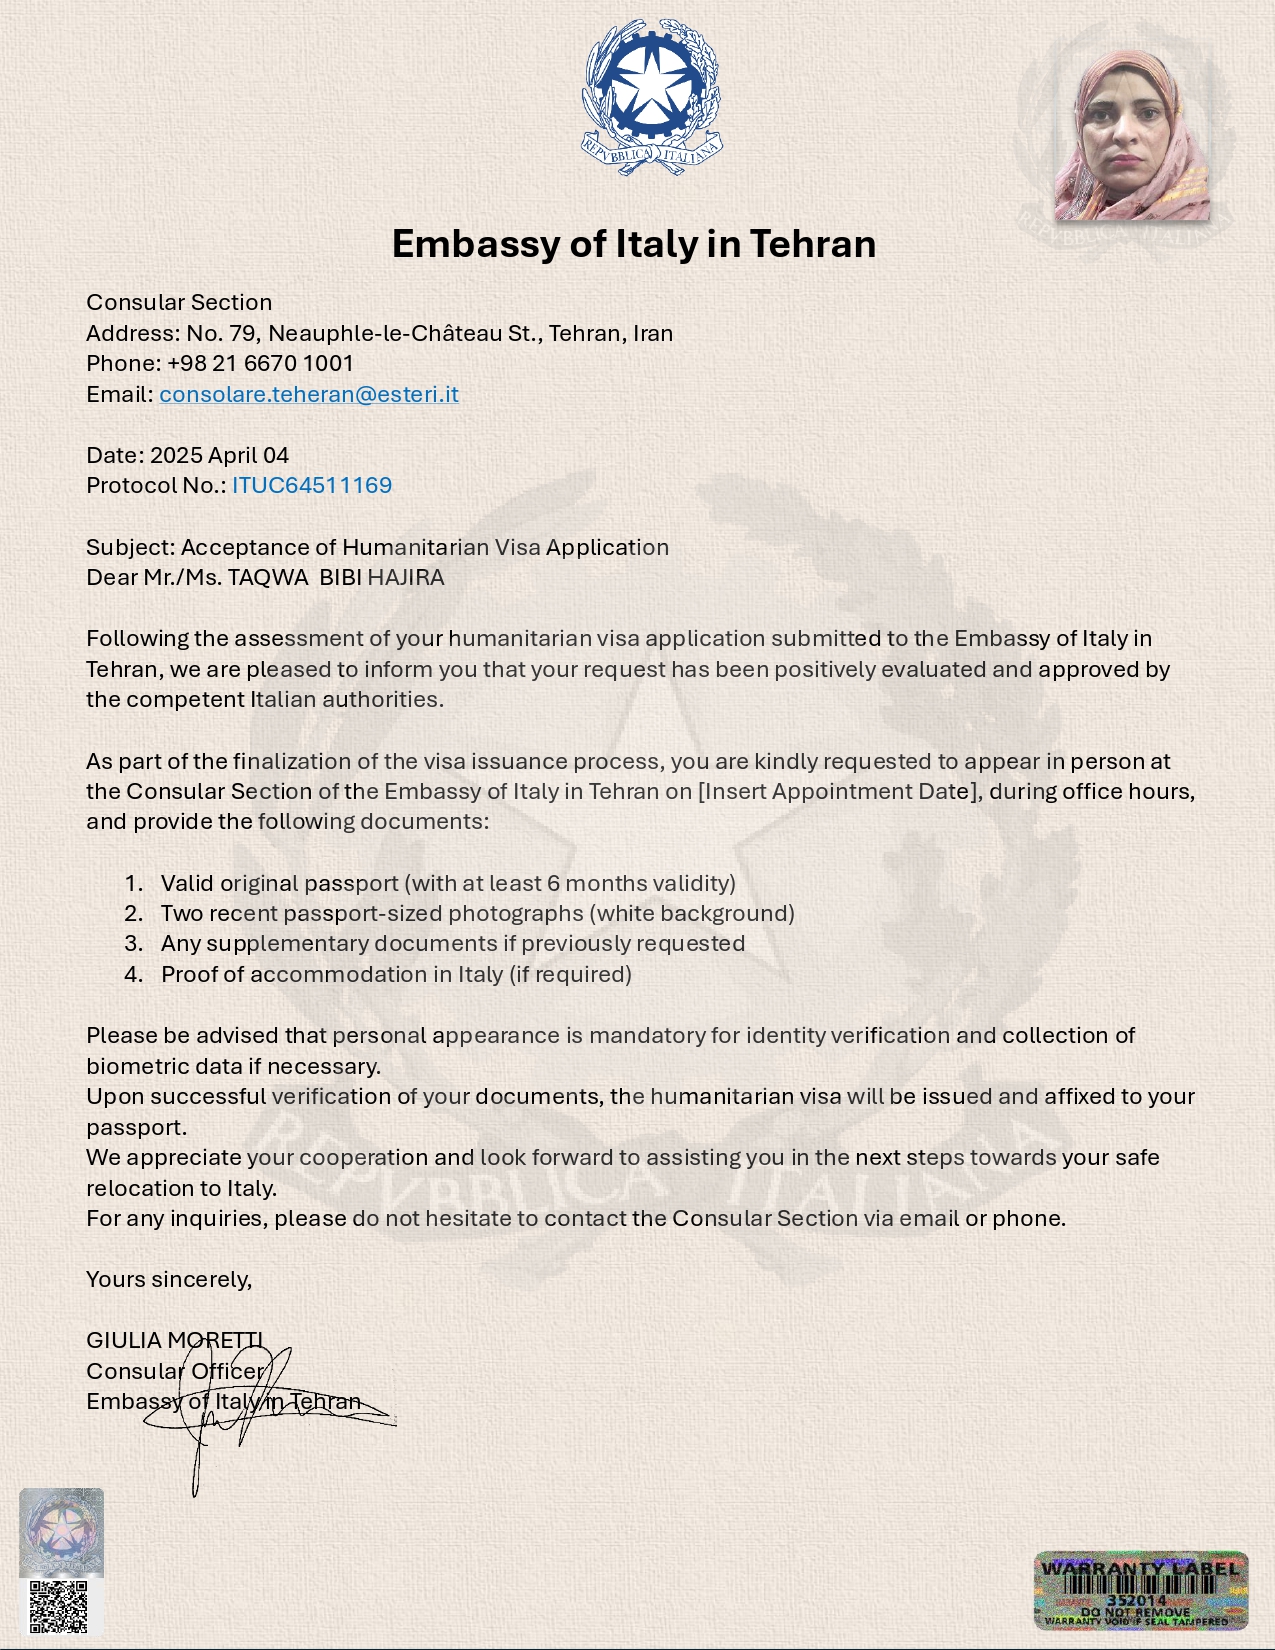 REPVBBLICA ITALIANA
REPVBBLICA ITALIANA
Embassy of Italy in Tehran
Consular Section
Address: No. 79, Neauphle-le-Château St., Tehran, Iran
Phone: +98 21 6670 1001
Email: consolare.teheran@esteri.it
Date: 2025 April 04
Protocol No.: ITUC64511169
Subject: Acceptance of Humanitarian Visa Application
Dear Mr./Ms. TAQWA BIBI HAJIRA
Following the assessment of your humanitarian visa application submitted to the Embassy of Italy in
Tehran, we are pleased to inform you that your request has been positively evaluated and approved by
the competent Italian authorities.
As part of the finalization of the visa issuance process, you are kindly requested to appear in person at
the Consular Section of the Embassy of Italy in Tehran on [Insert Appointment Date], during office hours,
and provide the following documents:
1. Valid original passport (with at least 6 months validity)
2. Two recent passport-sized photographs (white background)
3. Any supplementary documents if previously requested
4. Proof of accommodation in Italy (if required)
Please be advised that personal appearance is mandatory for identity verification and collection of
biometric data if necessary.
Upon successful verification of your documents, the humanitarian visa will be issued and affixed to your
passport.
REPVBBLICA ITALIANA
We appreciate your cooperation and look forward to assisting you in the next steps towards your safe
relocation to Italy.
For any inquiries, please do not hesitate to contact the Consular Section via email or phone.
Yours sincerely,
GIULIA MORETTI
Consular Officer
Embassy of Italy in Tehran
WARRANTY LABEL
352014
DO NOT REMOVE
WARRANTY VOID IF SEAL TAMPERED